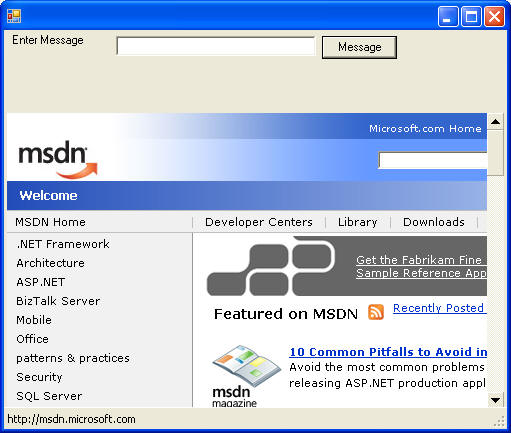 Enter Message
Message
Microsoft.com Home
msdn
Welcome
MSDN Home | Developer Centers | Library | Downloads |
.NET Framework
Architecture
ASP.NET
BizTalk Server
Mobile
Office
patterns & practices
Security
SQL Server
Get the Fabrikam Fine
Sample Reference App
Featured on MSDN
Recently Posted
msdn
magazine
10 Common Pitfalls to Avoid in
Avoid the most common problems
releasing ASP.NET production appl
http://msdn.microsoft.com